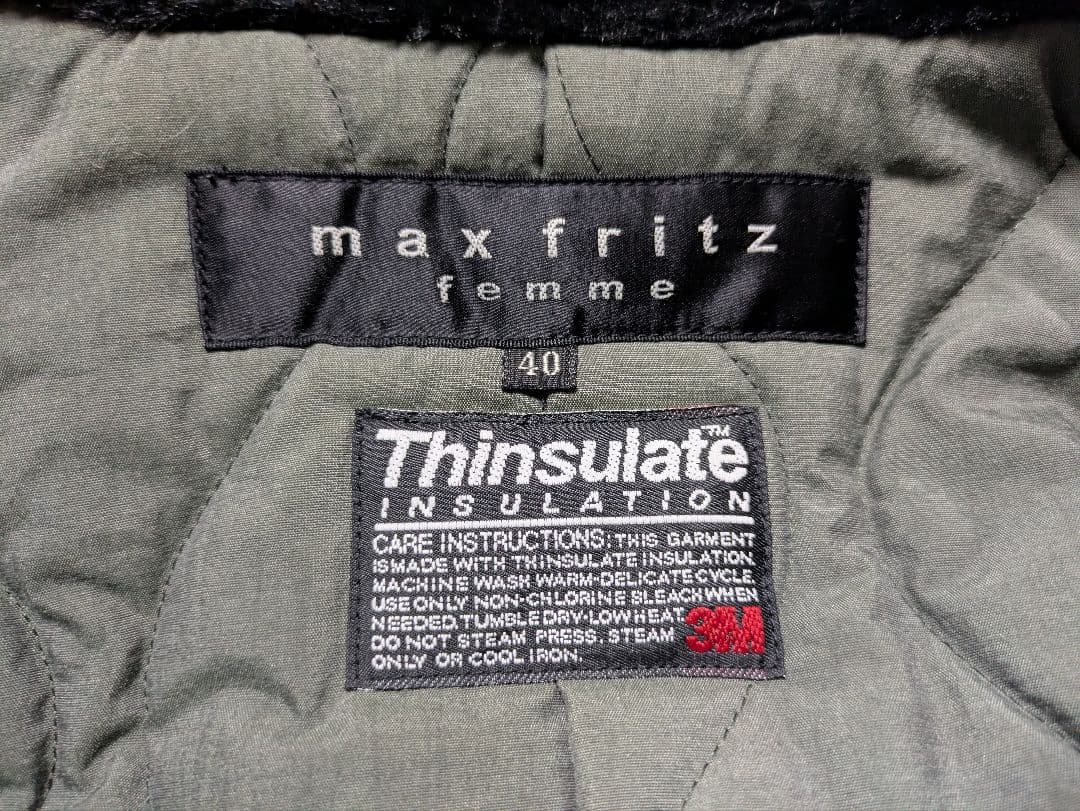 max fritz
femme
40
Thinsulate™
INSULATION
CARE INSTRUCTIONS: THIS GARMENT
IS MADE WITH THINSULATE INSULATION.
MACHINE WASH WARM-DELICATE CYCLE.
USE ONLY NON-CHLORINE BLEACH WHEN
NEEDED. TUMBLE DRY-LOW HEAT.
DO NOT STEAM PRESS. STEAM
ONLY OR COOL IRON.
3M